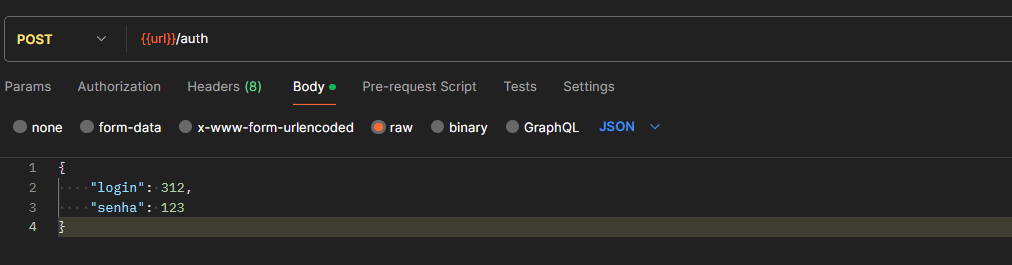 POST {{url}}/auth
Params Authorization Headers (8) Body Pre-request Script Tests Settings
none form-data x-www-form-urlencoded raw binary GraphQL JSON
1 {
2 "login": 312,
3 "senha": 123
4 }